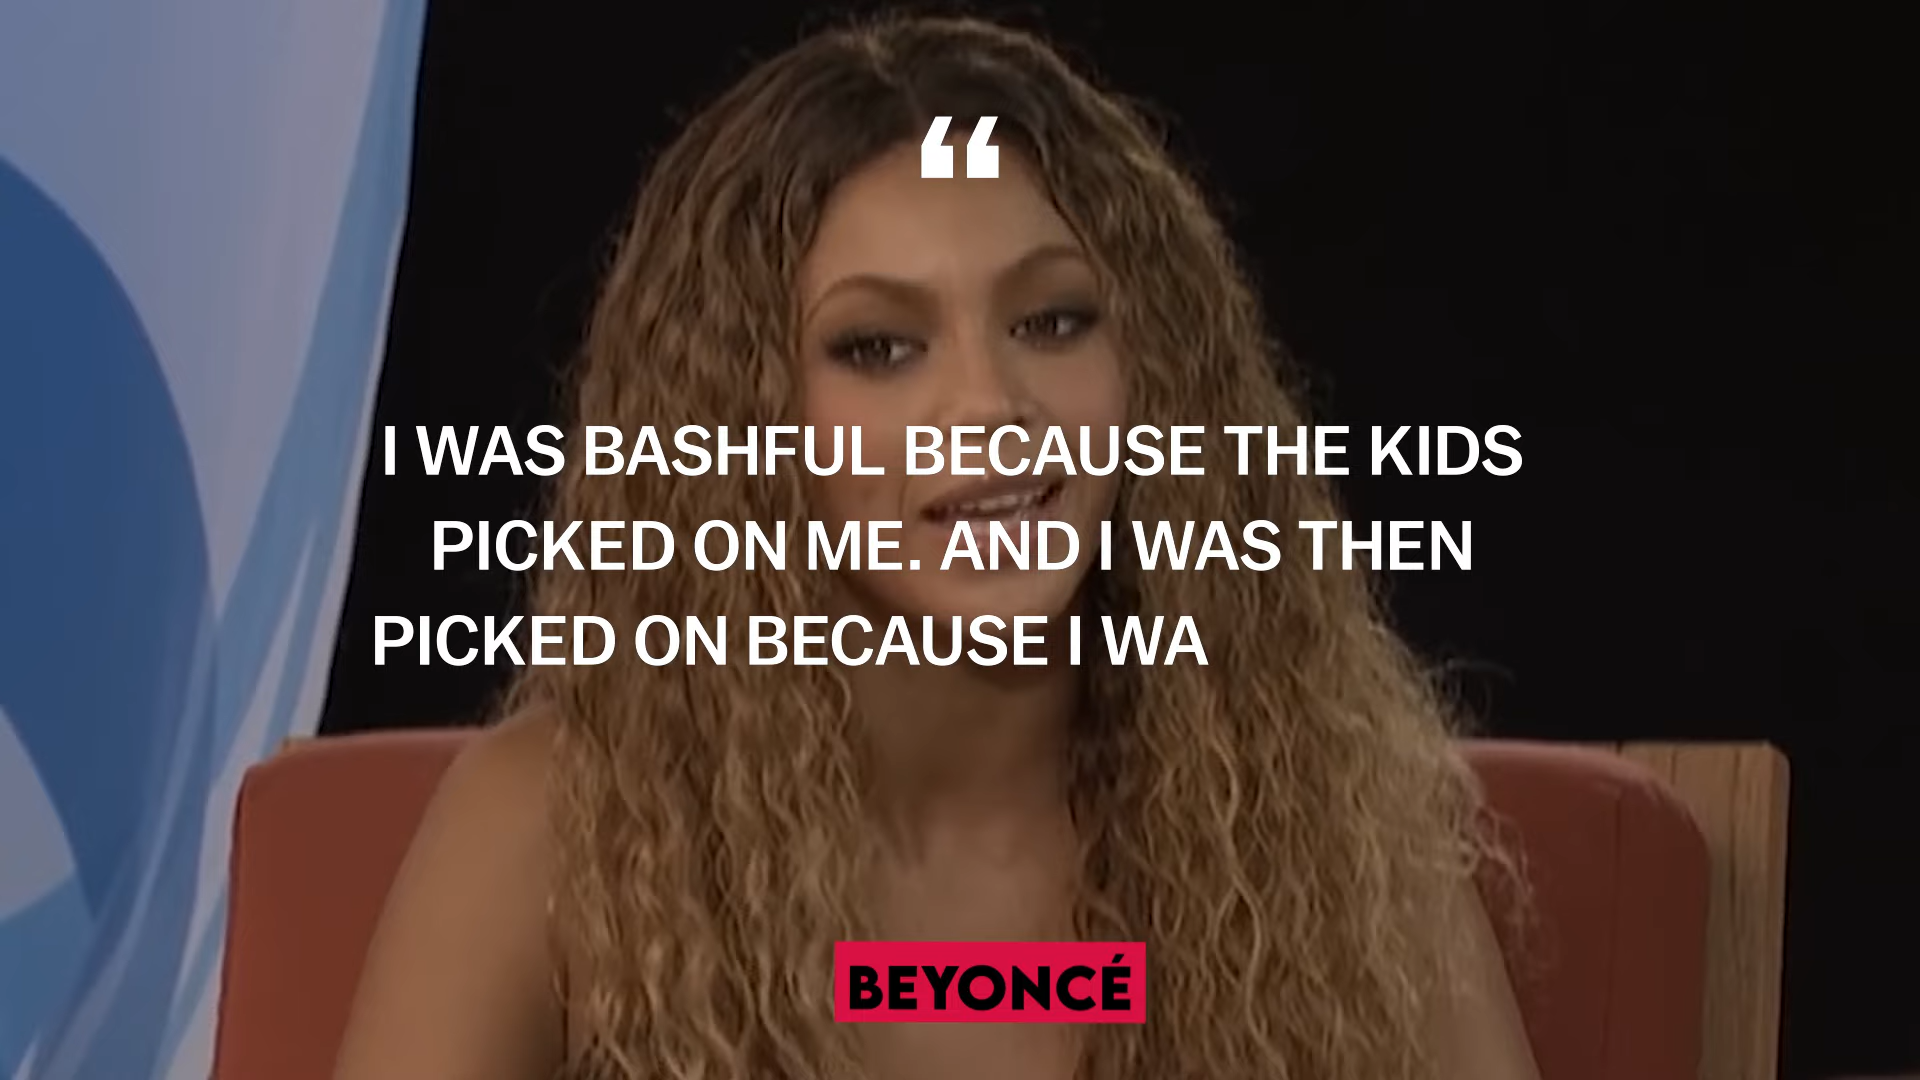 “
I WAS BASHFUL BECAUSE THE KIDS
PICKED ON ME. AND I WAS THEN
PICKED ON BECAUSE I WA
BEYONCÉ